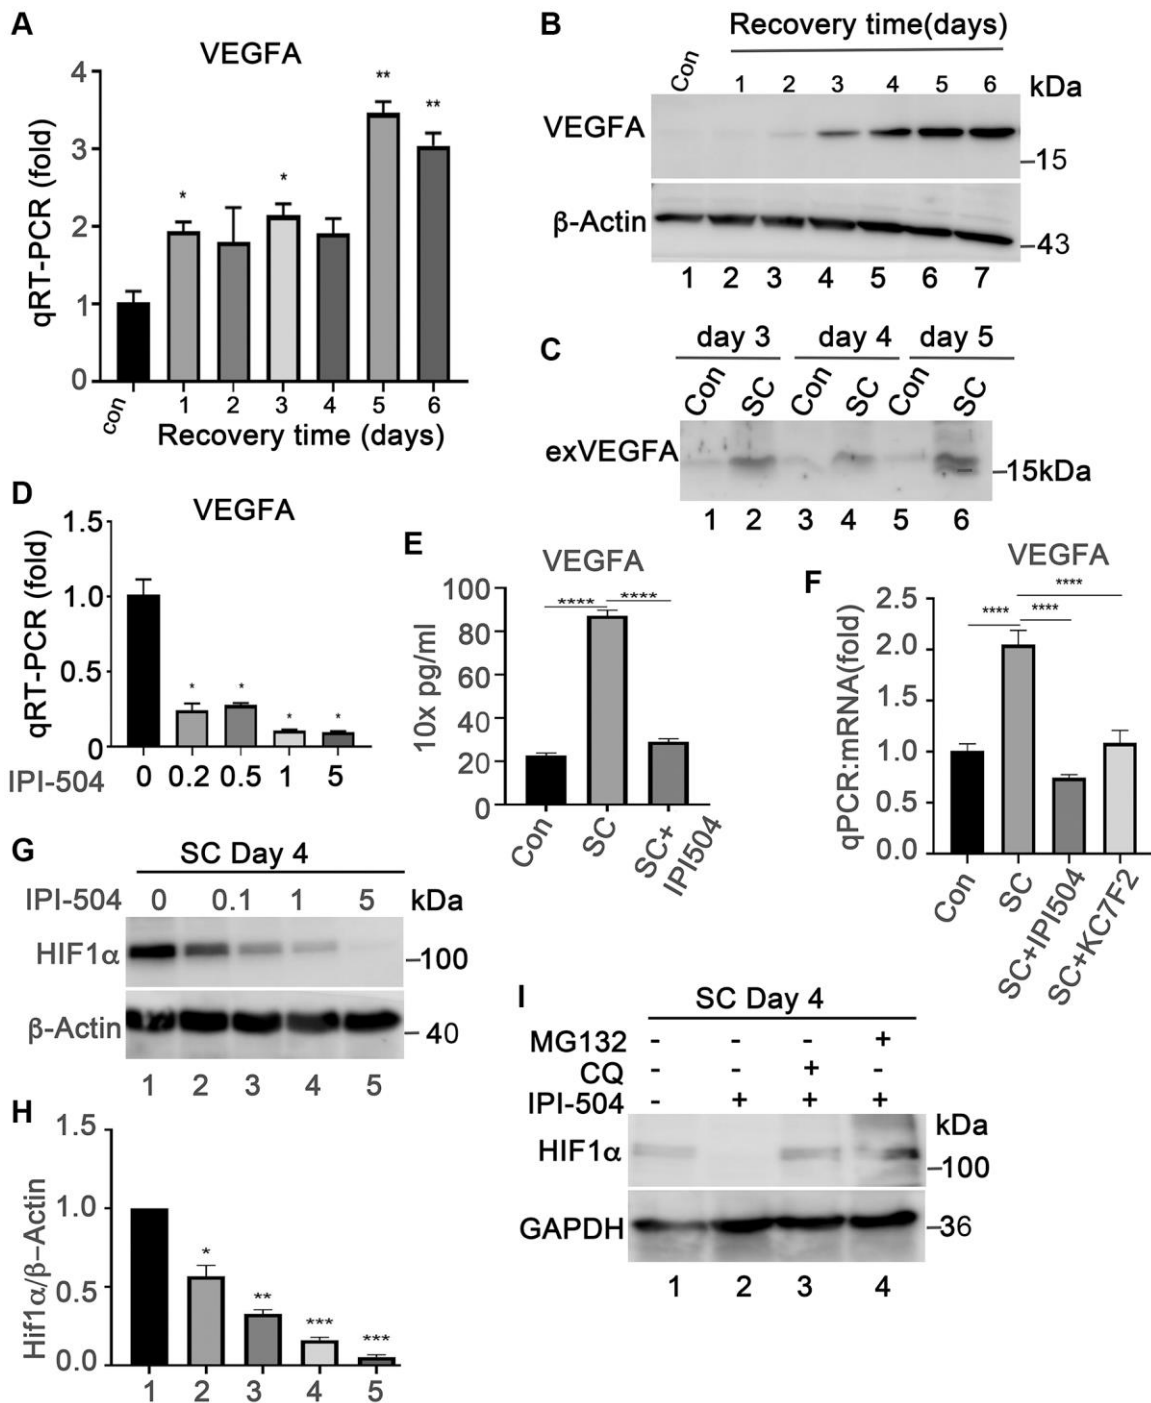 A
VEGFA
qRT-PCR (fold)
4
3
2
1
0
* * ** **
con 1 2 3 4 5 6
Recovery time (days)
B
Recovery time(days)
Con 1 2 3 4 5 6 kDa
VEGFA
15
β-Actin
43
1 2 3 4 5 6 7
C
day 3 day 4 day 5
Con SC Con SC Con SC
exVEGFA
15kDa
1 2 3 4 5 6
D
VEGFA
qRT-PCR (fold)
1.5
1.0
0.5
0
* * * *
IPI-504 0 0.2 0.5 1 5
E
VEGFA
10x pg/ml
100
80
60
40
20
0
**** ****
Con SC SC+
IPI504
F
VEGFA
qPCR:mRNA(fold)
2.5
2.0
1.5
1.0
0.5
0.0
****
**** ****
Con SC SC+IPI504 SC+KC7F2
G
SC Day 4
IPI-504 0 0.1 1 5 kDa
HIF1α
100
β-Actin
40
1 2 3 4 5
H
Hif1α/β–Actin
1.5
1.0
0.5
0.0
* ** *** ***
1 2 3 4 5
I
SC Day 4
MG132 - - - +
CQ - - + -
IPI-504 - + + +
kDa
HIF1α
100
GAPDH
36
1 2 3 4